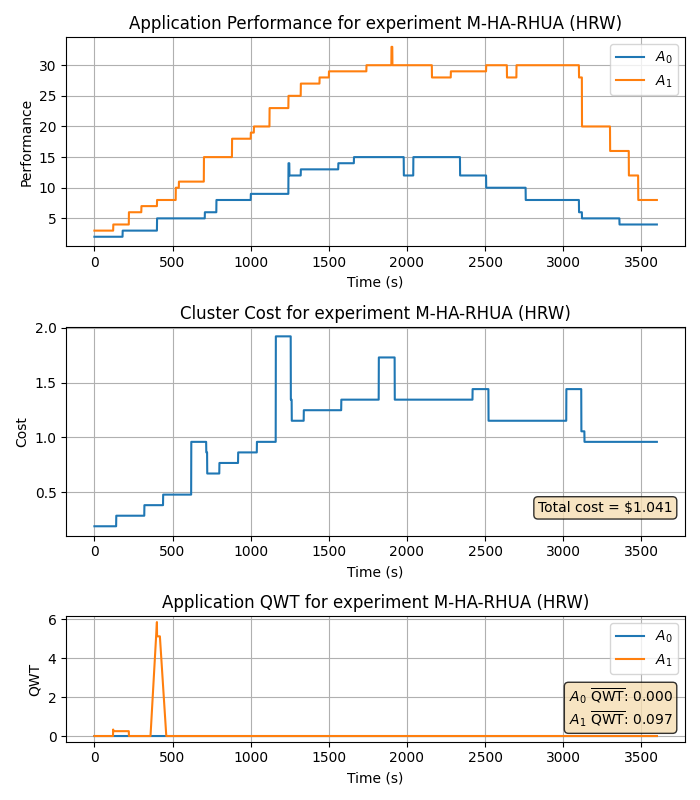 Application Performance for experiment M-HA-RHUA (HRW)
Performance
30
25
20
15
10
5
A0
A1
0 500 1000 1500 2000 2500 3000 3500
Time (s)
Cluster Cost for experiment M-HA-RHUA (HRW)
Cost
2.0
1.5
1.0
0.5
Total cost = $1.041
0 500 1000 1500 2000 2500 3000 3500
Time (s)
Application QWT for experiment M-HA-RHUA (HRW)
QWT
6
4
2
0
A0
A1
A0 QWT: 0.000
A1 QWT: 0.097
0 500 1000 1500 2000 2500 3000 3500
Time (s)